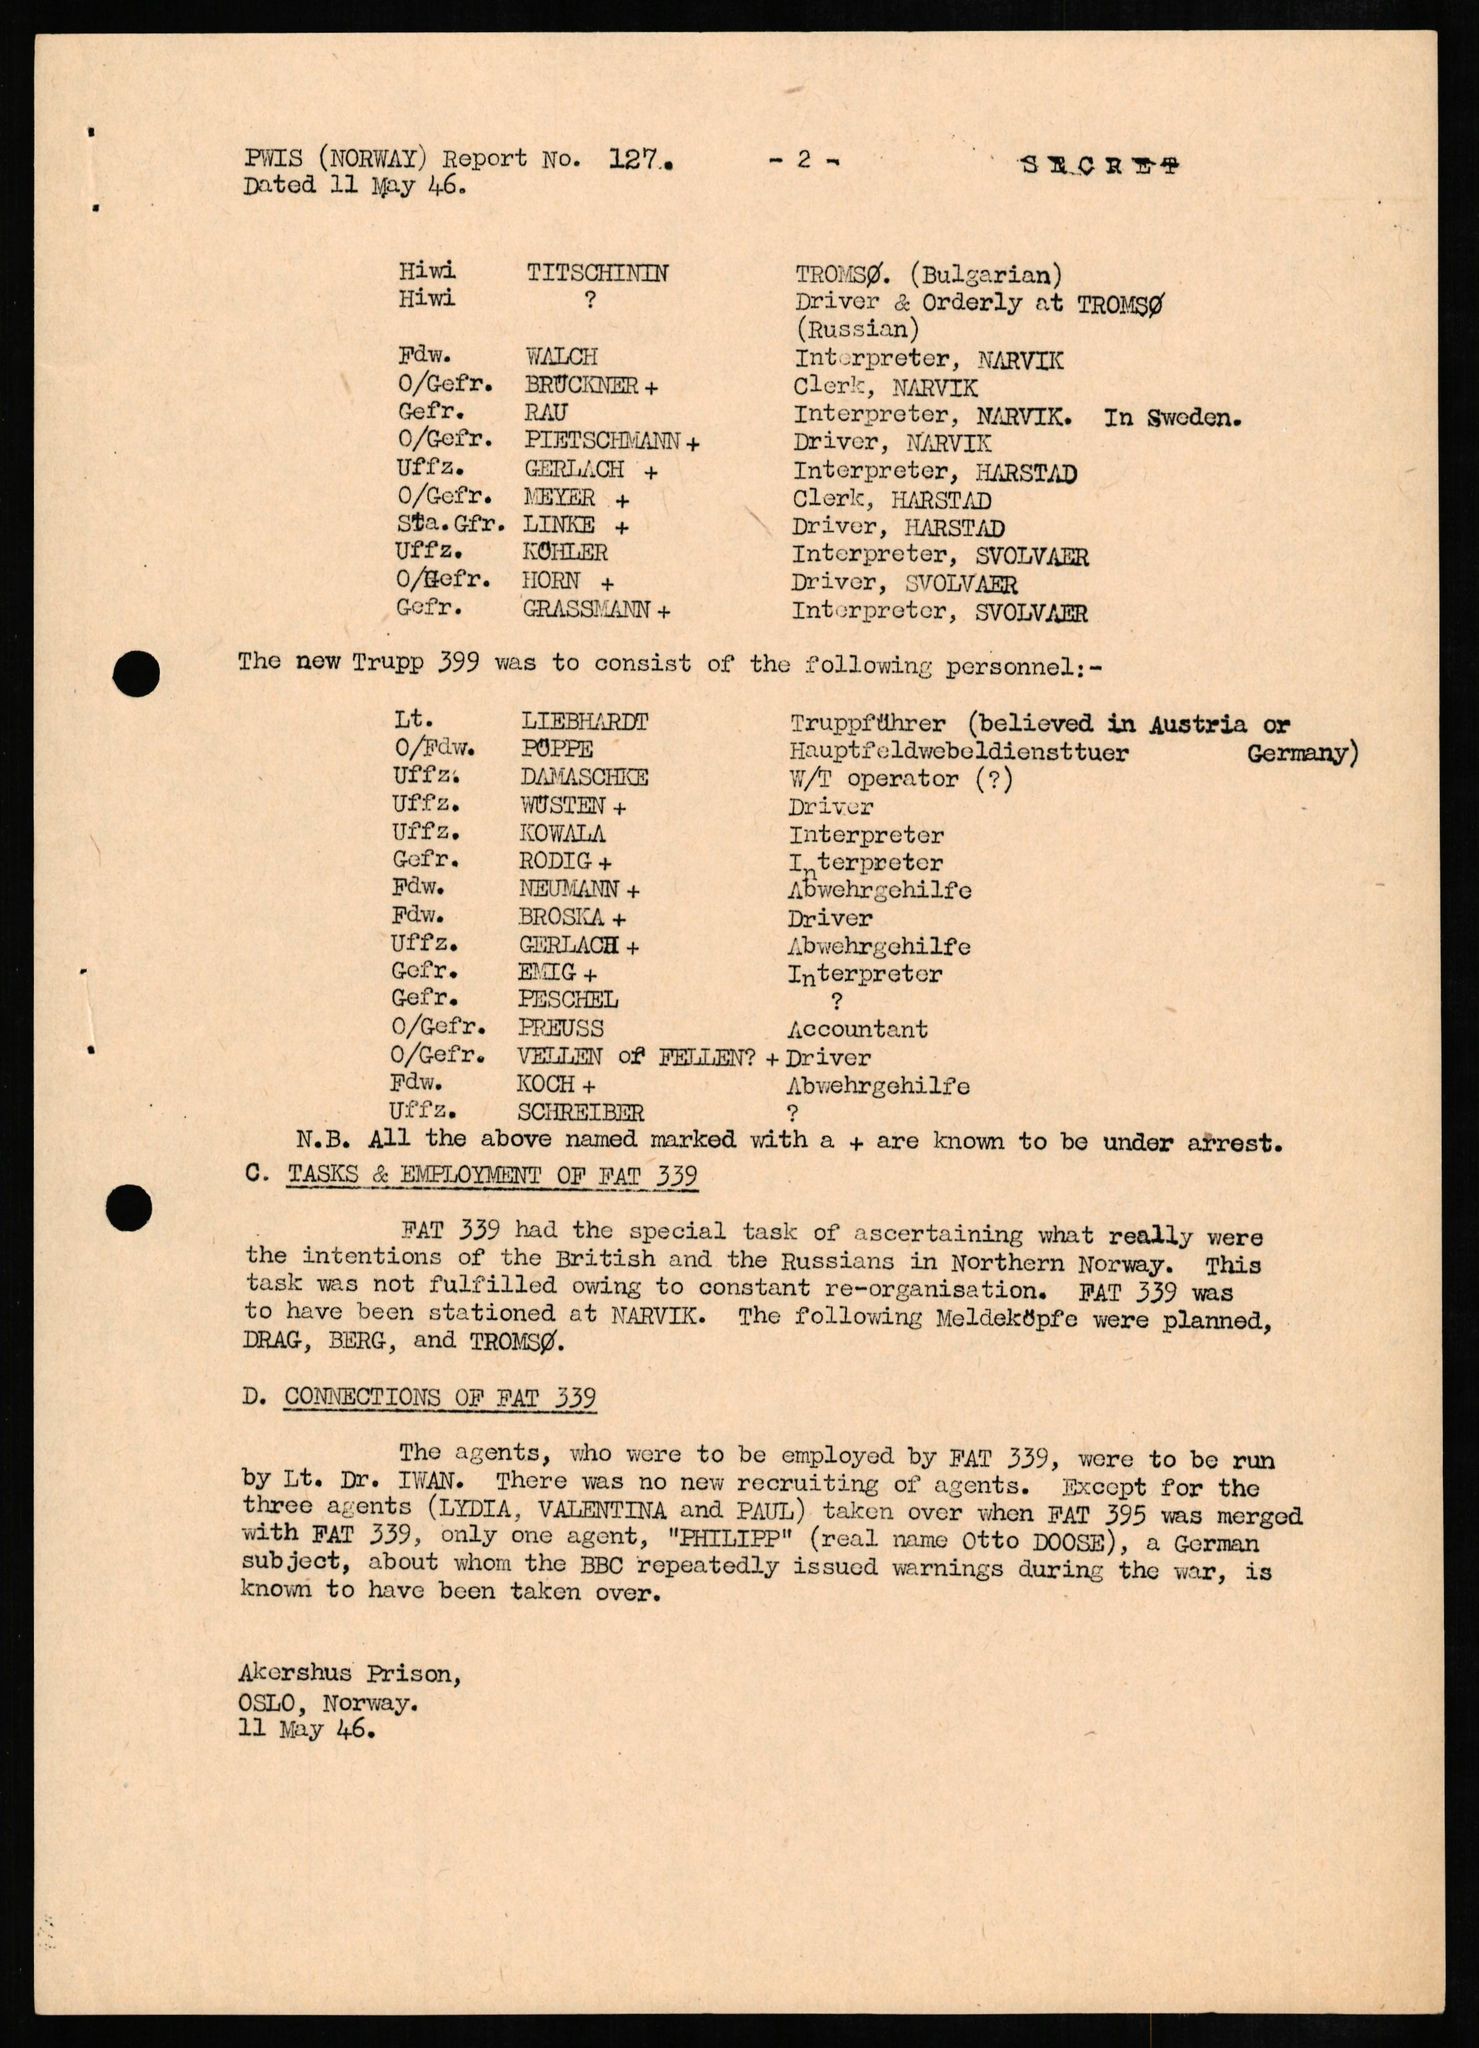 PWIS (NORWAY) Report No. 127. - 2 - SECRET
Dated 11 May 46.
Hiwi TITSCHININ TROMSØ. (Bulgarian)
Hiwi ? Driver & Orderly at TROMSØ
(Russian)
Fdw. WALCH Interpreter, NARVIK
O/Gefr. BRÜCKNER + Clerk, NARVIK
Gefr. RAU Interpreter, NARVIK. In Sweden.
O/Gefr. PIETSCHMANN + Driver, NARVIK
Uffz. GERLACH + Interpreter, HARSTAD
O/Gefr. MEYER + Clerk, HARSTAD
Sta.Gfr. LINKE + Driver, HARSTAD
Uffz. KÖHLER Interpreter, SVOLVAER
O/Gefr. HORN + Driver, SVOLVAER
Gefr. GRASSMANN + Interpreter, SVOLVAER
The new Trupp 399 was to consist of the following personnel:-
Lt. LIEBHARDT Truppführer (believed in Austria or
O/Fdw. PÖPPE Hauptfeldwebeldiensttuer Germany)
Uffz. DAMASCHKE W/T operator (?)
Uffz. WÜSTEN + Driver
Uffz. KOWALA Interpreter
Gefr. RODIG + Interpreter
Fdw. NEUMANN + Abwehrgehilfe
Fdw. BROSKA + Driver
Uffz. GERLACH + Abwehrgehilfe
Gefr. EMIG + Interpreter
Gefr. PESCHEL ?
O/Gefr. PREUSS Accountant
O/Gefr. VELLEN of FELLEN? + Driver
Fdw. KOCH + Abwehrgehilfe
Uffz. SCHREIBER ?
N.B. All the above named marked with a + are known to be under arrest.
C. TASKS & EMPLOYMENT OF FAT 339
FAT 339 had the special task of ascertaining what really were
the intentions of the British and the Russians in Northern Norway. This
task was not fulfilled owing to constant re-organisation. FAT 339 was
to have been stationed at NARVIK. The following Meldeköpfe were planned,
DRAG, BERG, and TROMSØ.
D. CONNECTIONS OF FAT 339
The agents, who were to be employed by FAT 339, were to be run
by Lt. Dr. IWAN. There was no new recruiting of agents. Except for the
three agents (LYDIA, VALENTINA and PAUL) taken over when FAT 395 was merged
with FAT 339, only one agent, "PHILIPP" (real name Otto DOOSE), a German
subject, about whom the BBC repeatedly issued warnings during the war, is
known to have been taken over.
Akershus Prison,
OSLO, Norway.
11 May 46.